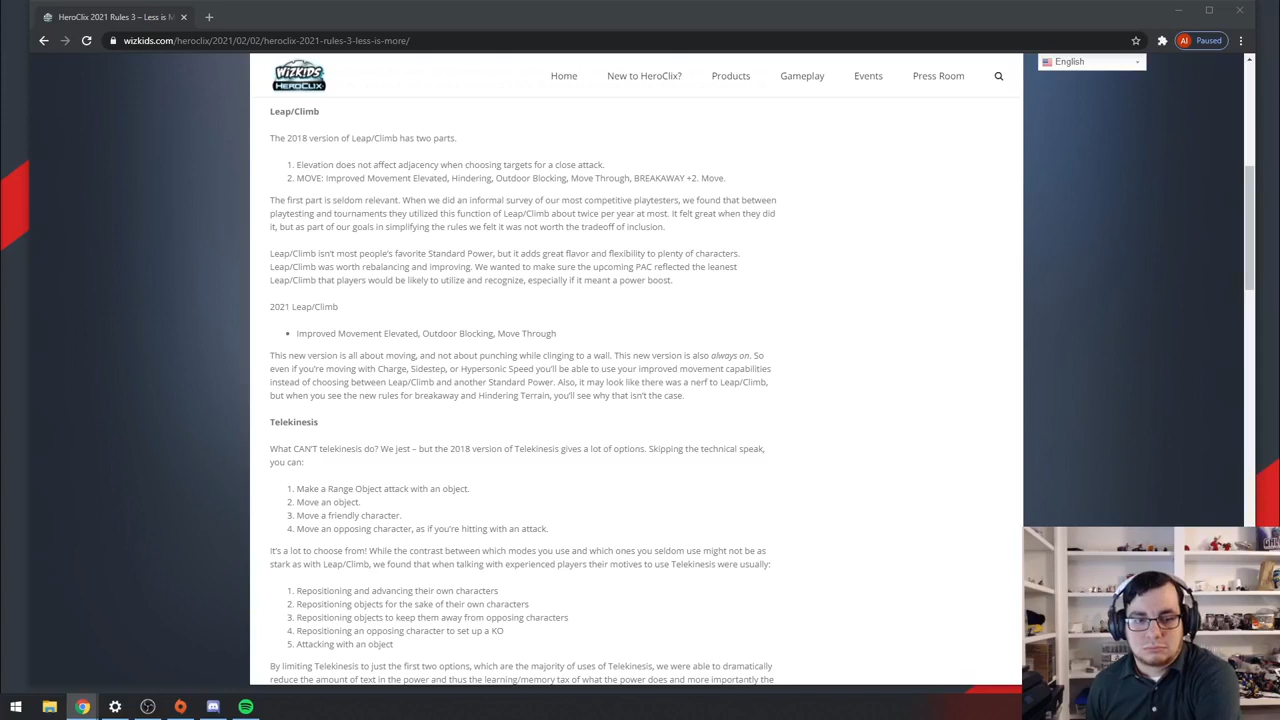 HeroClix 2021 Rules 3 – Less is M
wizkids.com/heroclix/2021/02/02/heroclix-2021-rules-3-less-is-more/
AI Paused
WIZKIDS
HEROCLIX
Home New to HeroClix? Products Gameplay Events Press Room
English
Leap/Climb
The 2018 version of Leap/Climb has two parts.
1. Elevation does not affect adjacency when choosing targets for a close attack.
2. MOVE: Improved Movement Elevated, Hindering, Outdoor Blocking, Move Through, BREAKAWAY +2. Move.
The first part is seldom relevant. When we did an informal survey of our most competitive playtesters, we found that between
playtesting and tournaments they utilized this function of Leap/Climb about twice per year at most. It felt great when they did
it, but as part of our goals in simplifying the rules we felt it was not worth the tradeoff of inclusion.
Leap/Climb isn't most people's favorite Standard Power, but it adds great flavor and flexibility to plenty of characters.
Leap/Climb was worth rebalancing and improving. We wanted to make sure the upcoming PAC reflected the leanest
Leap/Climb that players would be likely to utilize and recognize, especially if it meant a power boost.
2021 Leap/Climb
• Improved Movement Elevated, Outdoor Blocking, Move Through
This new version is all about moving, and not about punching while clinging to a wall. This new version is also always on. So
even if you're moving with Charge, Sidestep, or Hypersonic Speed you'll be able to use your improved movement capabilities
instead of choosing between Leap/Climb and another Standard Power. Also, it may look like there was a nerf to Leap/Climb,
but when you see the new rules for breakaway and Hindering Terrain, you'll see why that isn't the case.
Telekinesis
What CAN'T telekinesis do? We jest – but the 2018 version of Telekinesis gives a lot of options. Skipping the technical speak,
you can:
1. Make a Range Object attack with an object.
2. Move an object.
3. Move a friendly character.
4. Move an opposing character, as if you're hitting with an attack.
It's a lot to choose from! While the contrast between which modes you use and which ones you seldom use might not be as
stark as with Leap/Climb, we found that when talking with experienced players their motives to use Telekinesis were usually:
1. Repositioning and advancing their own characters
2. Repositioning objects for the sake of their own characters
3. Repositioning objects to keep them away from opposing characters
4. Repositioning an opposing character to set up a KO
5. Attacking with an object
By limiting Telekinesis to just the first two options, which are the majority of uses of Telekinesis, we were able to dramatically
reduce the amount of text in the power and thus the learning/memory tax of what the power does and more importantly the